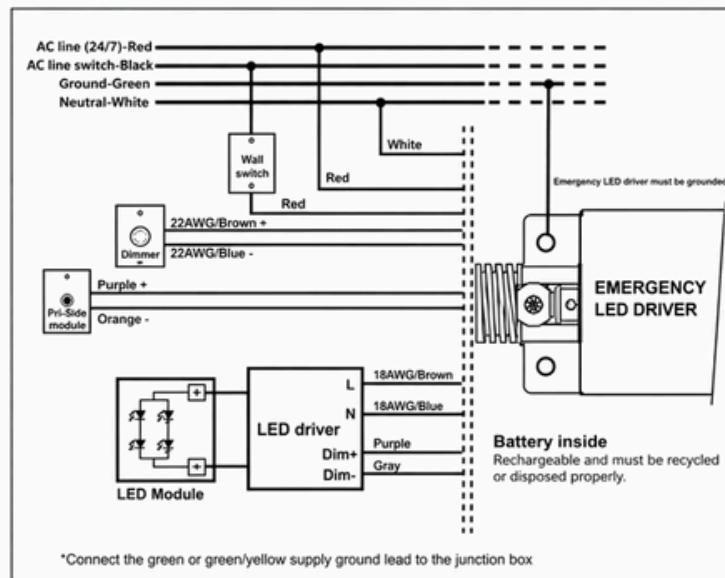 AC line (24/7)-Red
AC line switch-Black
Ground-Green
Neutral-White
White
Wall
switch
Red
Red
Emergency LED driver must be grounded
22AWG/Brown +
Dimmer
22AWG/Blue -
Purple +
Pri-Side
module
Orange -
EMERGENCY
LED DRIVER
L
18AWG/Brown
N
18AWG/Blue
LED driver
Dim+
Purple
Dim-
Gray
+
+
LED Module
Battery inside
Rechargeable and must be recycled
or disposed properly.
*Connect the green or green/yellow supply ground lead to the junction box